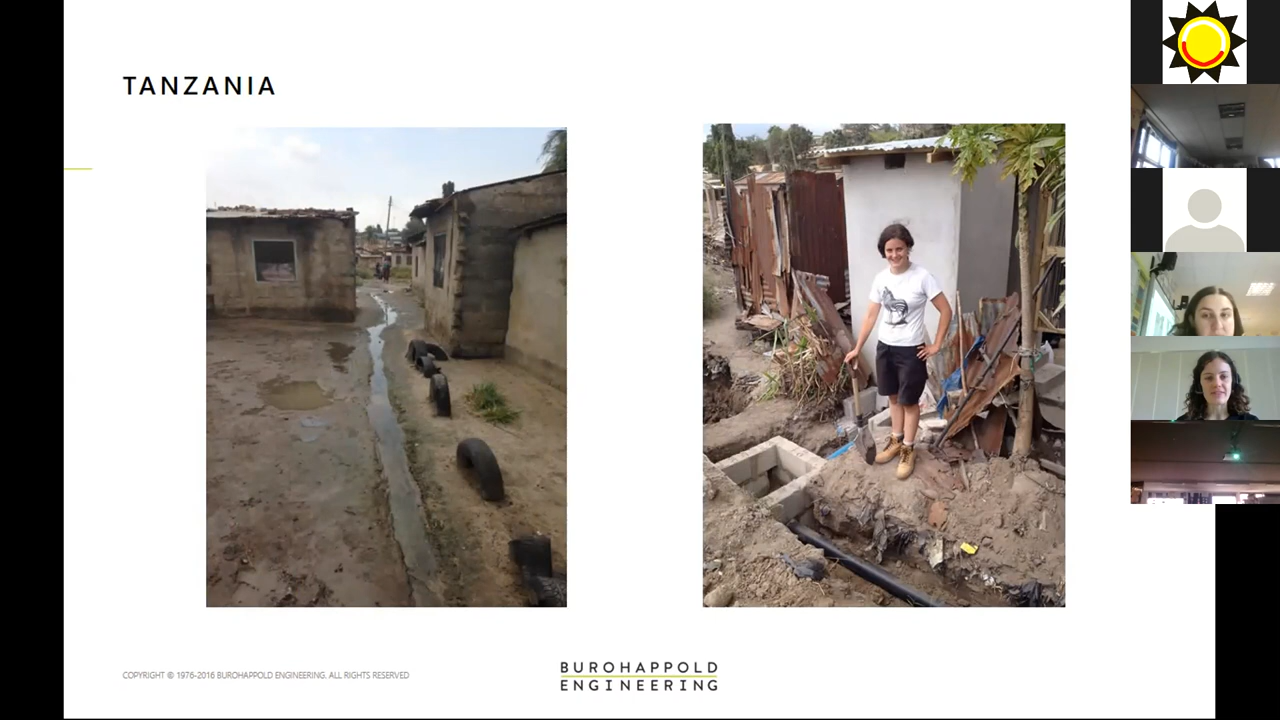 TANZANIA
COPYRIGHT © 1976-2016 BUROHAPPOLD ENGINEERING. ALL RIGHTS RESERVED
BUROHAPPOLD
ENGINEERING